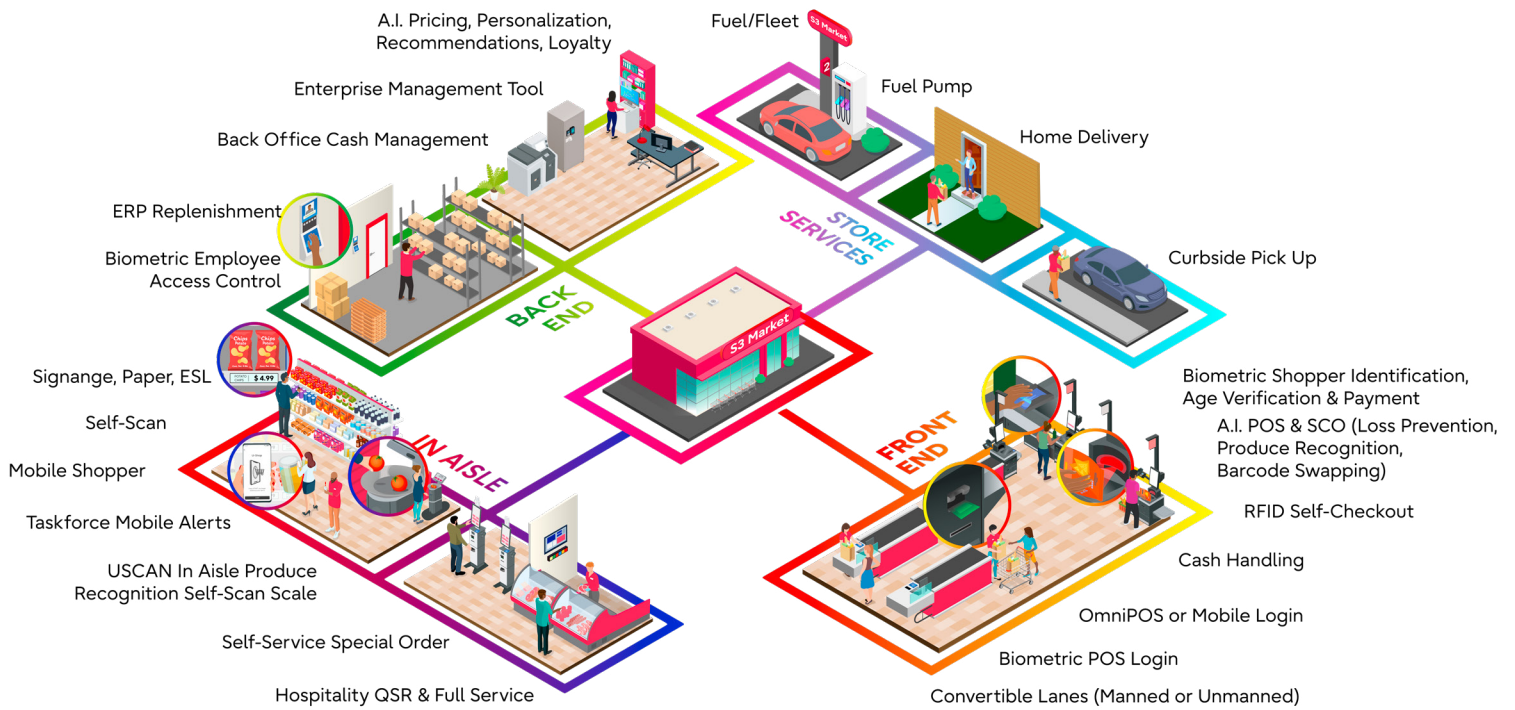 A.I. Pricing, Personalization,
Recommendations, Loyalty
Enterprise Management Tool
Back Office Cash Management
ERP Replenishment
Biometric Employee
Access Control
BACK
END
Fuel/Fleet
S3 Market
2
Fuel Pump
Home Delivery
Curbside Pick Up
STORE
SERVICES
S3 Market
Chips
Chips
$4.99
Signange, Paper, ESL
Self-Scan
Mobile Shopper
Taskforce Mobile Alerts
USCAN In Aisle Produce
Recognition Self-Scan Scale
Self-Service Special Order
Hospitality QSR & Full Service
IN AISLE
FRONT
END
Biometric Shopper Identification,
Age Verification & Payment
A.I. POS & SCO (Loss Prevention,
Produce Recognition,
Barcode Swapping)
RFID Self-Checkout
Cash Handling
OmniPOS or Mobile Login
Biometric POS Login
Convertible Lanes (Manned or Unmanned)